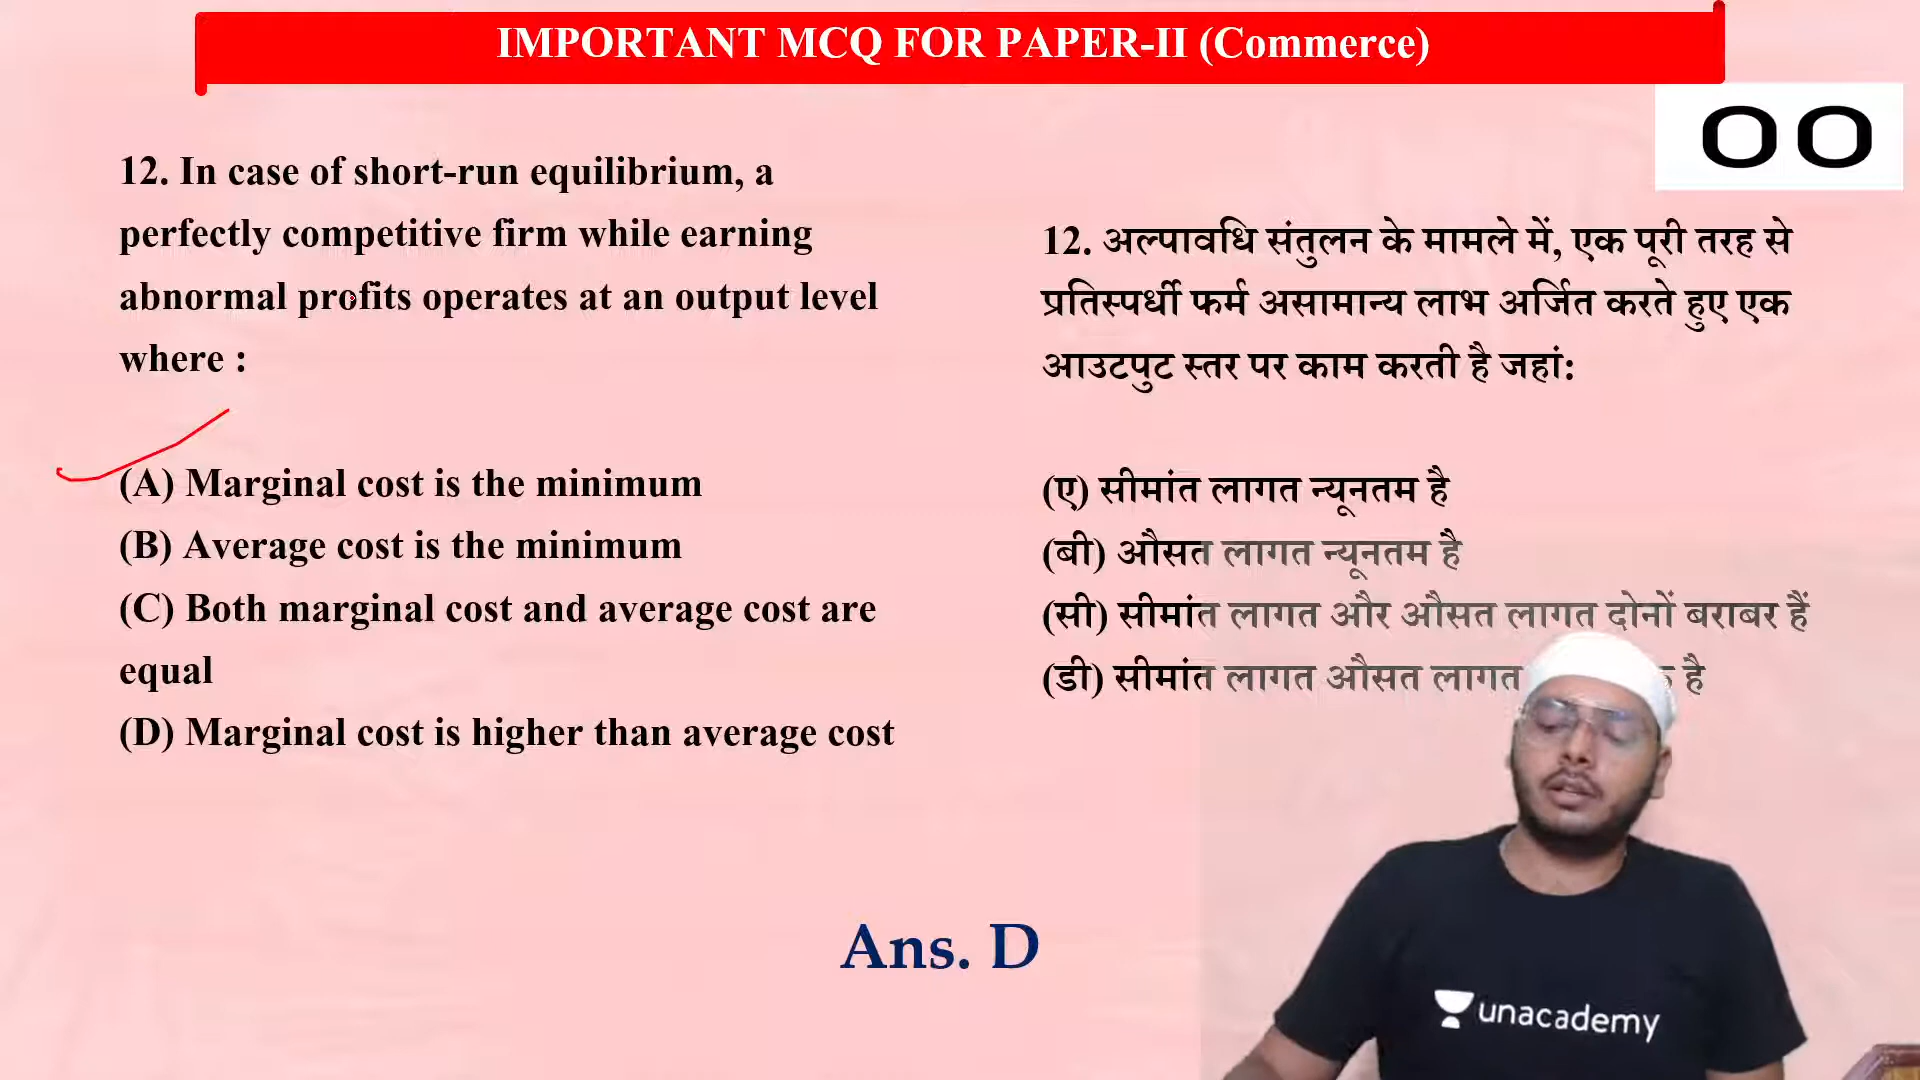 IMPORTANT MCQ FOR PAPER-II (Commerce)
00
12. In case of short-run equilibrium, a
perfectly competitive firm while earning
abnormal profits operates at an output level
where :
(A) Marginal cost is the minimum
(B) Average cost is the minimum
(C) Both marginal cost and average cost are
equal
(D) Marginal cost is higher than average cost
12. अल्पावधि संतुलन के मामले में, एक पूरी तरह से
प्रतिस्पर्धी फर्म असामान्य लाभ अर्जित करते हुए एक
आउटपुट स्तर पर काम करती है जहां:
(ए) सीमांत लागत न्यूनतम है
(बी) औसत लागत न्यूनतम है
(सी) सीमांत लागत और औसत लागत दोनों बराबर हैं
(डी) सीमांत लागत औसत लागत है
Ans. D
unacademy